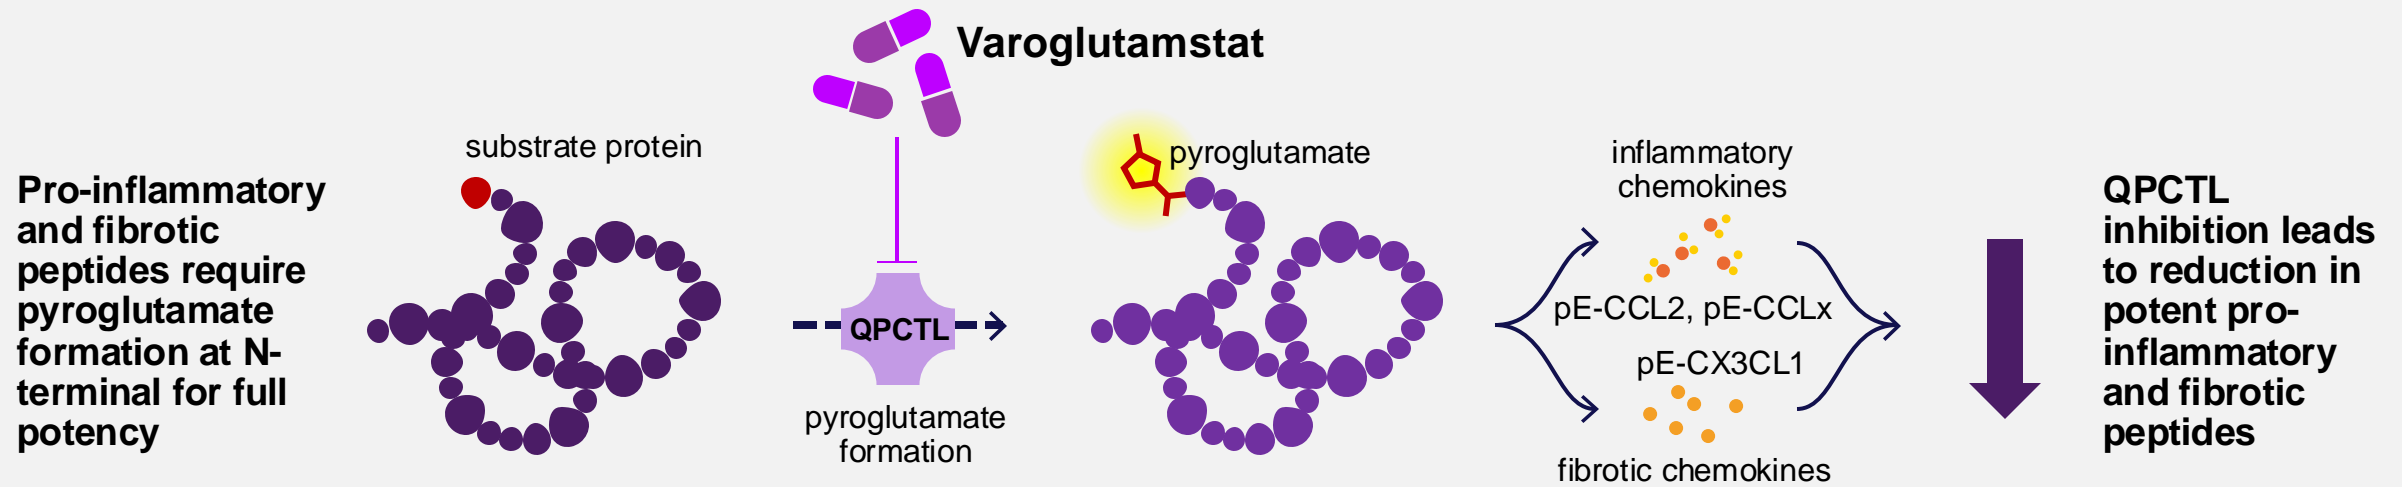 Varoglutamstat
Pro-inflammatory
and fibrotic
peptides require
pyroglutamate
formation at N-
terminal for full
potency
substrate protein
QPCTL
pyroglutamate
formation
pyroglutamate
inflammatory
chemokines
pE-CCL2, pE-CCLx
pE-CX3CL1
fibrotic chemokines
QPCTL
inhibition leads
to reduction in
potent pro-
inflammatory
and fibrotic
peptides